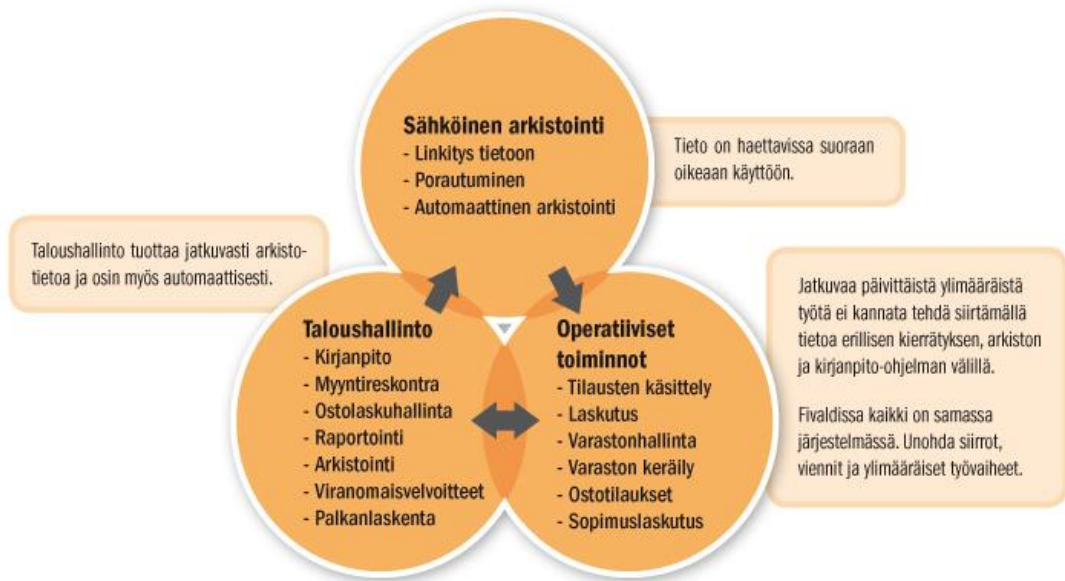 Sähköinen arkistointi
- Linkitys tietoon
- Porautuminen
- Automaattinen arkistointi
Tieto on haettavissa suoraan
oikeaan käyttöön.
Taloushallinto tuottaa jatkuvasti arkisto-
tietoa ja osin myös automaattisesti.
Taloushallinto
- Kirjanpito
- Myyntireskontra
- Ostolaskuhallinta
- Raportointi
- Arkistointi
- Viranomaisvelvoitteet
- Palkanlaskenta
Operatiiviset
toiminnot
- Tilausten käsittely
- Laskutus
- Varastonhallinta
- Varaston keräily
- Ostotilaukset
- Sopimuslaskutus
Jatkuvaa päivittäistä ylimääräistä
työtä ei kannata tehdä siirtämällä
tietoa erillisen kierrätyksen, arkiston
ja kirjanpito-ohjelman välillä.
Fivaldissa kaikki on samassa
järjestelmässä. Unohda siirrot,
viennit ja ylimääräiset työvaiheet.